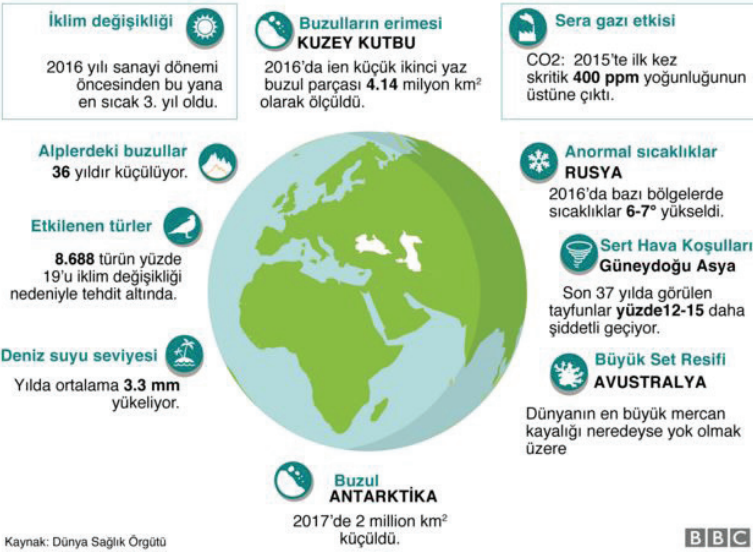 İklim değişikliği
2016 yılı sanayi dönemi
öncesinden bu yana
en sıcak 3. yıl oldu.
Buzulların erimesi
KUZEY KUTBU
2016'da ien küçük ikinci yaz
buzul parçası 4.14 milyon km²
olarak ölçüldü.
Sera gazı etkisi
CO2: 2015'te ilk kez
skritik 400 ppm yoğunluğunun
üstüne çıktı.
Alplerdeki buzullar
36 yıldır küçülüyor.
Etkilenen türler
8.688 türün yüzde
19'u iklim değişikliği
nedeniyle tehdit altında.
Deniz suyu seviyesi
Yılda ortalama 3.3 mm
yükeliyor.
Anormal sıcaklıklar
RUSYA
2016'da bazı bölgelerde
sıcaklıklar 6-7° yükseldi.
Sert Hava Koşulları
Güneydoğu Asya
Son 37 yılda görülen
tayfunlar yüzde12-15 daha
şiddetli geçiyor.
Büyük Set Resifi
AVUSTRALYA
Dünyanın en büyük mercan
kayalığı neredeyse yok olmak
üzere
Buzul
ANTARKTİKA
2017'de 2 million km²
küçüldü.
Kaynak: Dünya Sağlık Örgütü
BBC